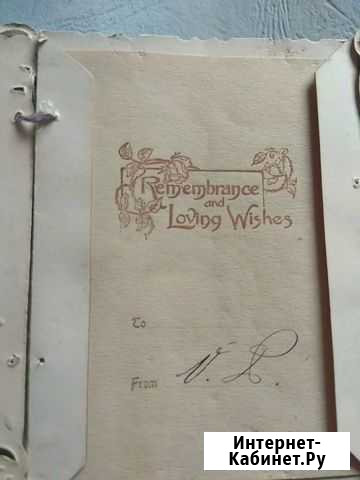 Remembrance
and
Loving Wishes
To
From V. R.
Интернет-
Кабинет.Ру